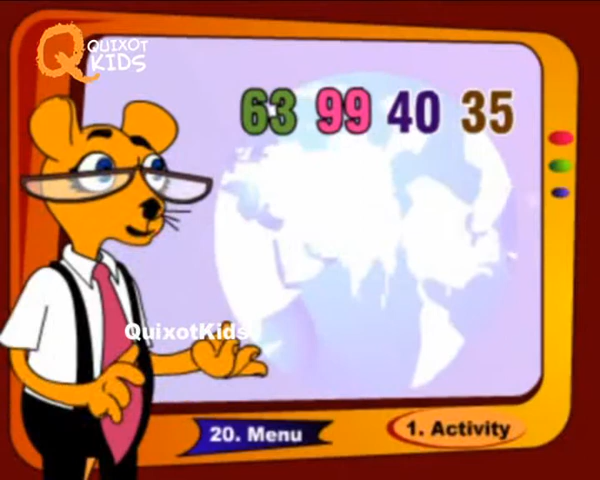 QUIXOT
KIDS
63 99 40 35
QuixotKids
20. Menu
1. Activity